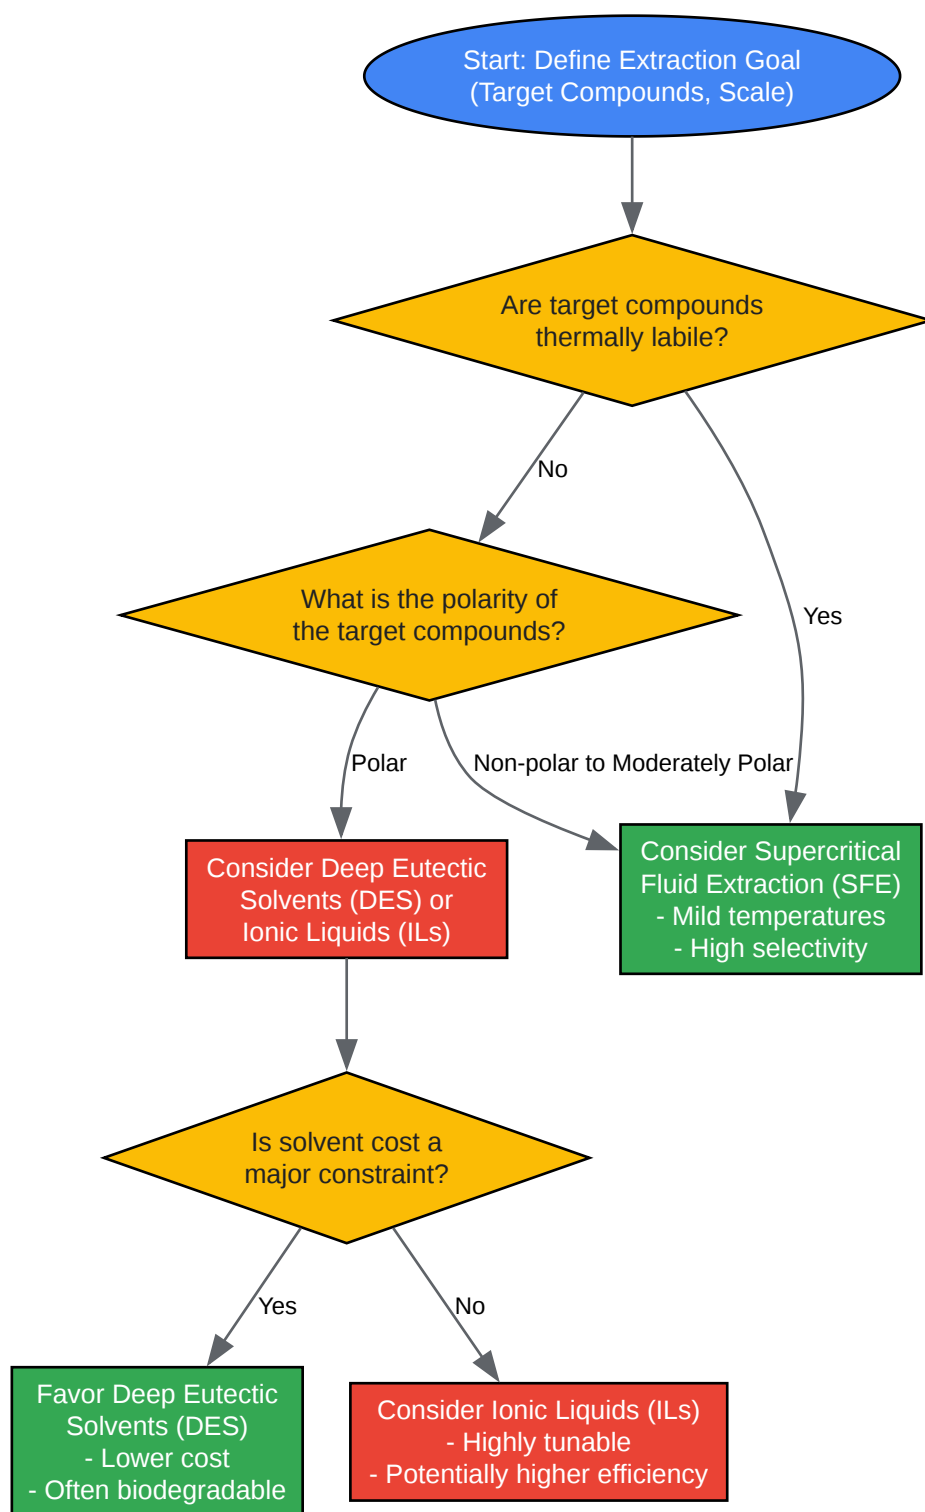 Start: Define Extraction Goal
(Target Compounds, Scale)
Are target compounds
thermally labile?
No
What is the polarity of
the target compounds?
Yes
Polar
Non-polar to Moderately Polar
Consider Deep Eutectic
Solvents (DES) or
Ionic Liquids (ILs)
Consider Supercritical
Fluid Extraction (SFE)
- Mild temperatures
- High selectivity
Is solvent cost a
major constraint?
Yes
No
Favor Deep Eutectic
Solvents (DES)
- Lower cost
- Often biodegradable
Consider Ionic Liquids (ILs)
- Highly tunable
- Potentially higher efficiency